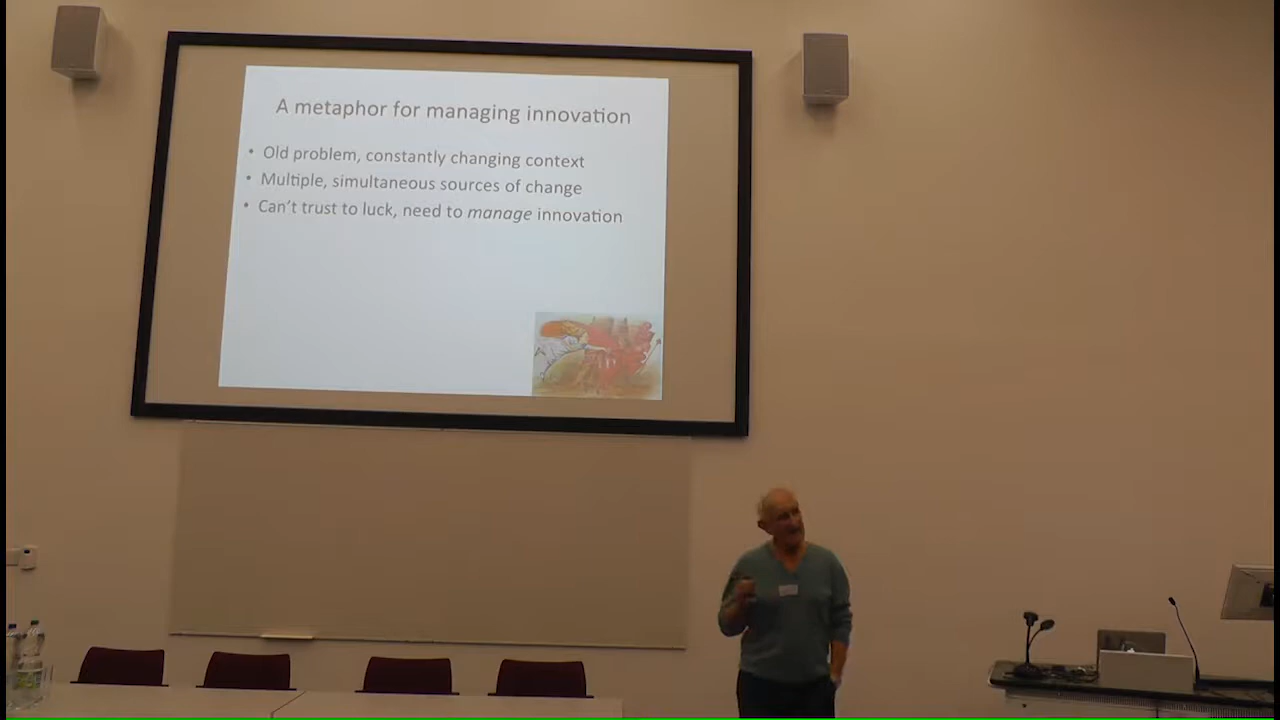 A metaphor for managing innovation
• Old problem, constantly changing context
• Multiple, simultaneous sources of change
• Can't trust to luck, need to manage innovation